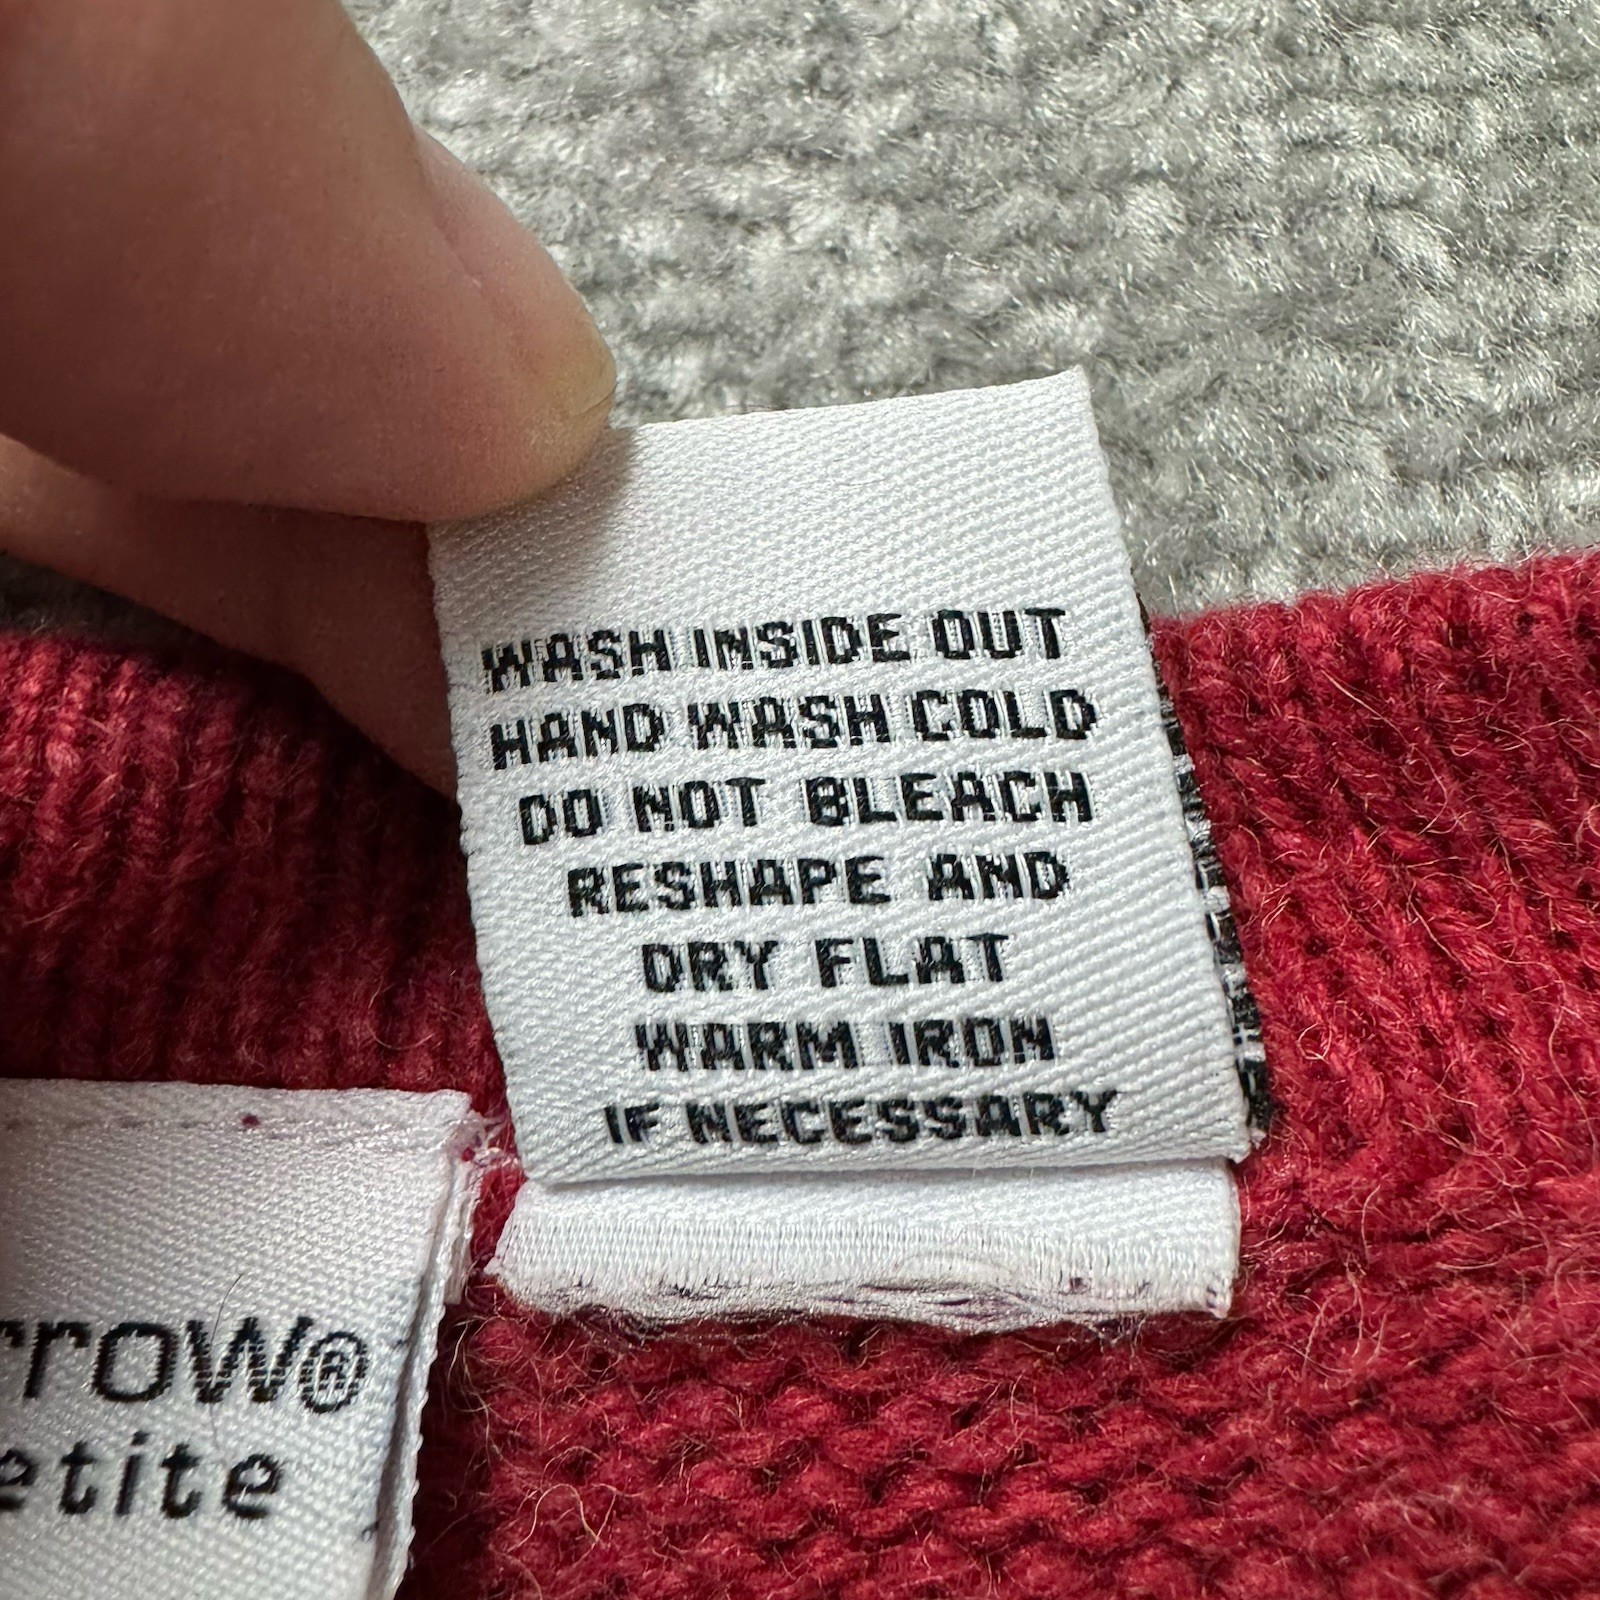 WASH INSIDE OUT
HAND WASH COLD
DO NOT BLEACH
RESHAPE AND
DRY FLAT
WARM IRON
IF NECESSARY
rrow®
etite